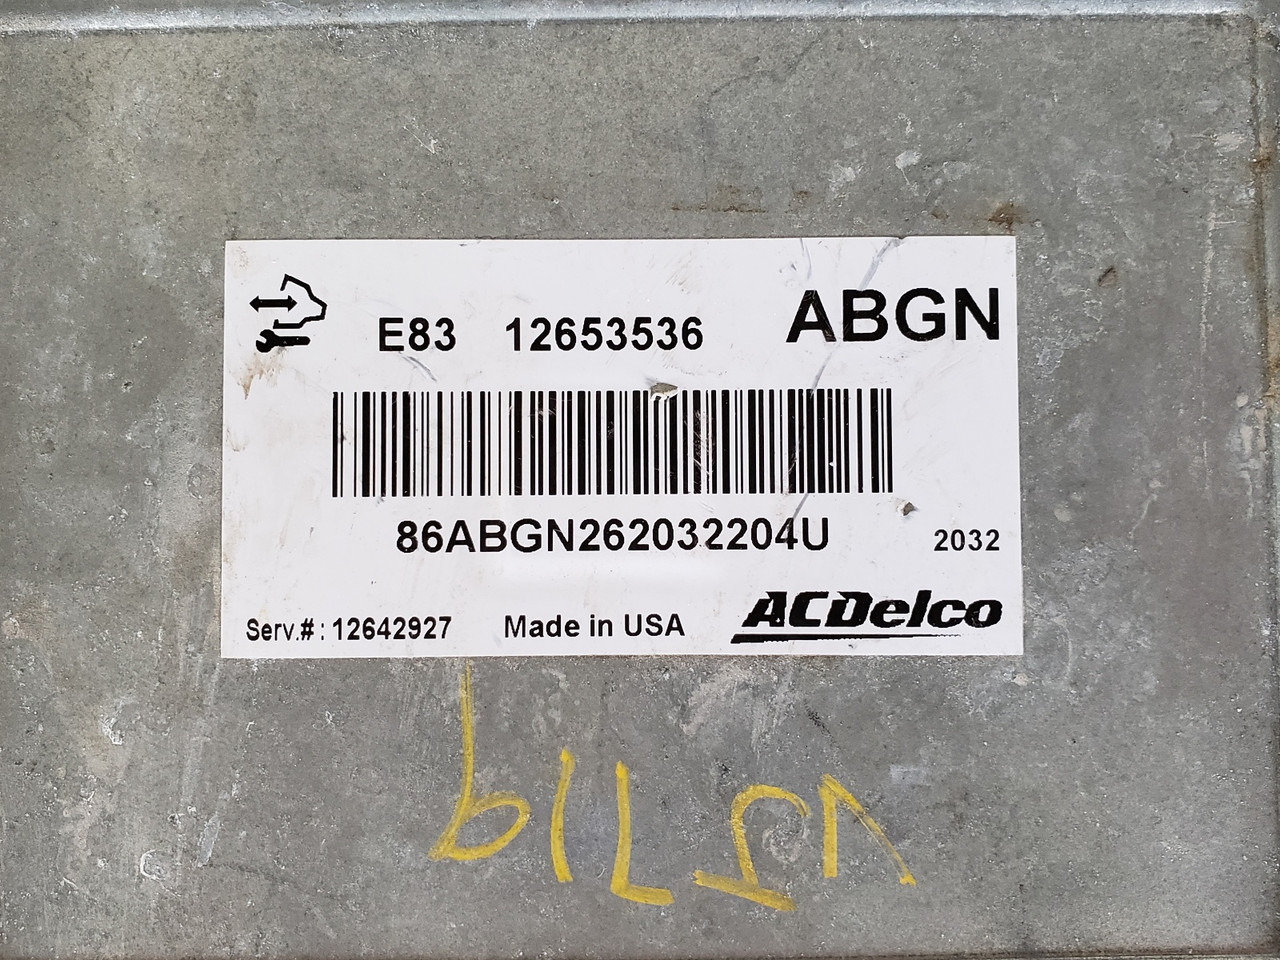 E83 12653536 ABGN
86ABGN262032204U 2032
Serv.#: 12642927 Made in USA ACDelco